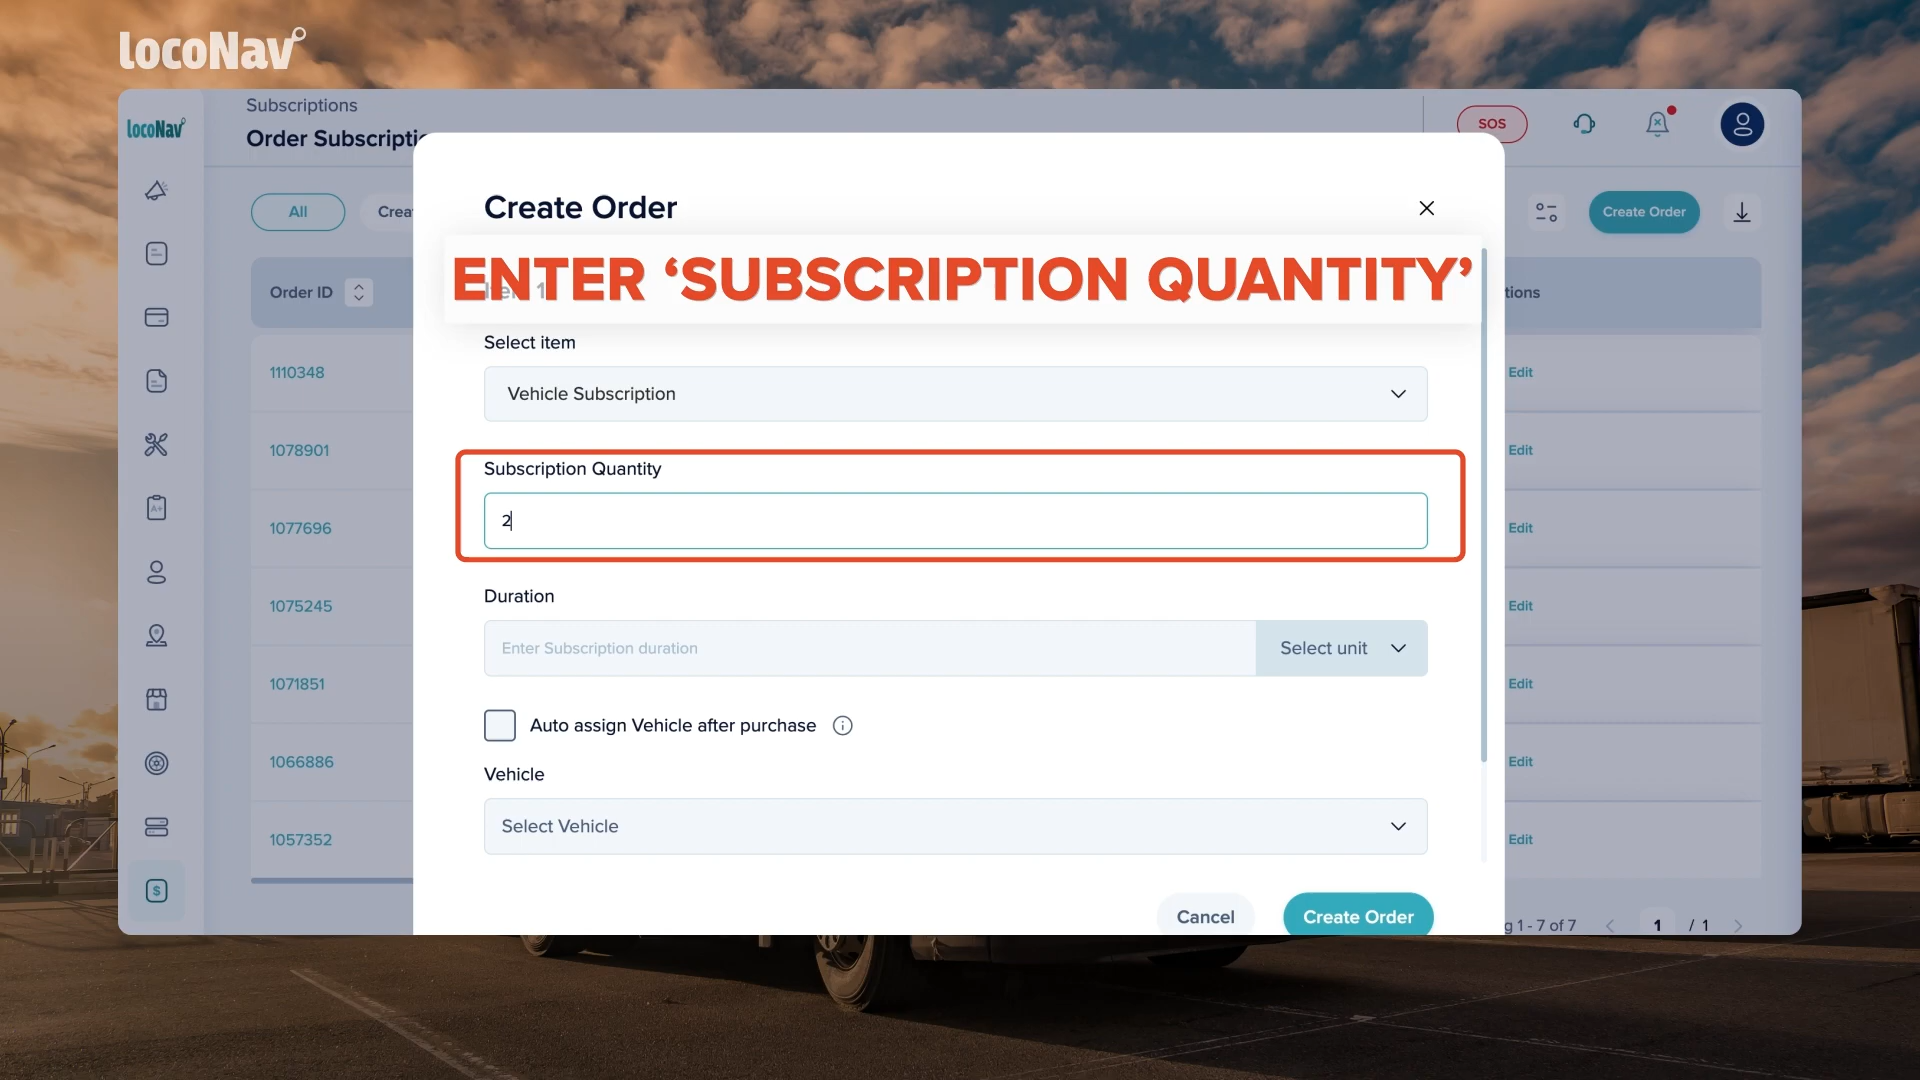 locoNav
locoNav
Subscriptions
Order Subscripti
SOS
All
Crea
Create Order
Order ID
tions
1110348
Edit
1078901
Edit
1077696
Edit
1075245
Edit
1071851
Edit
1066886
Edit
1057352
Edit
g 1 - 7 of 7
1
/ 1
Create Order
ENTER ‘SUBSCRIPTION QUANTITY’
Select item
Vehicle Subscription
Subscription Quantity
2
Duration
Enter Subscription duration
Select unit
Auto assign Vehicle after purchase
Vehicle
Select Vehicle
Cancel
Create Order
A+
$